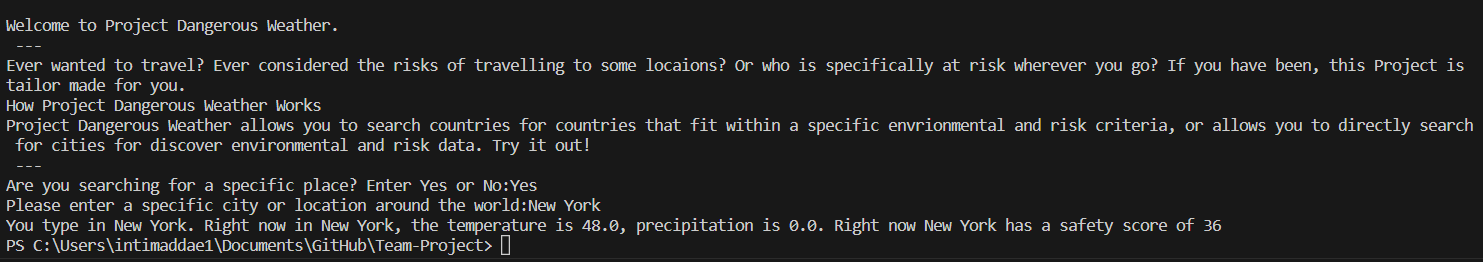 Welcome to Project Dangerous Weather.
---
Ever wanted to travel? Ever considered the risks of travelling to some locaions? Or who is specifically at risk wherever you go? If you have been, this Project is
tailor made for you.
How Project Dangerous Weather Works
Project Dangerous Weather allows you to search countries for countries that fit within a specific envrionmental and risk criteria, or allows you to directly search
for cities for discover environmental and risk data. Try it out!
---
Are you searching for a specific place? Enter Yes or No:Yes
Please enter a specific city or location around the world:New York
You type in New York. Right now in New York, the temperature is 48.0, precipitation is 0.0. Right now New York has a safety score of 36
PS C:\Users\intimaddae1\Documents\GitHub\Team-Project>